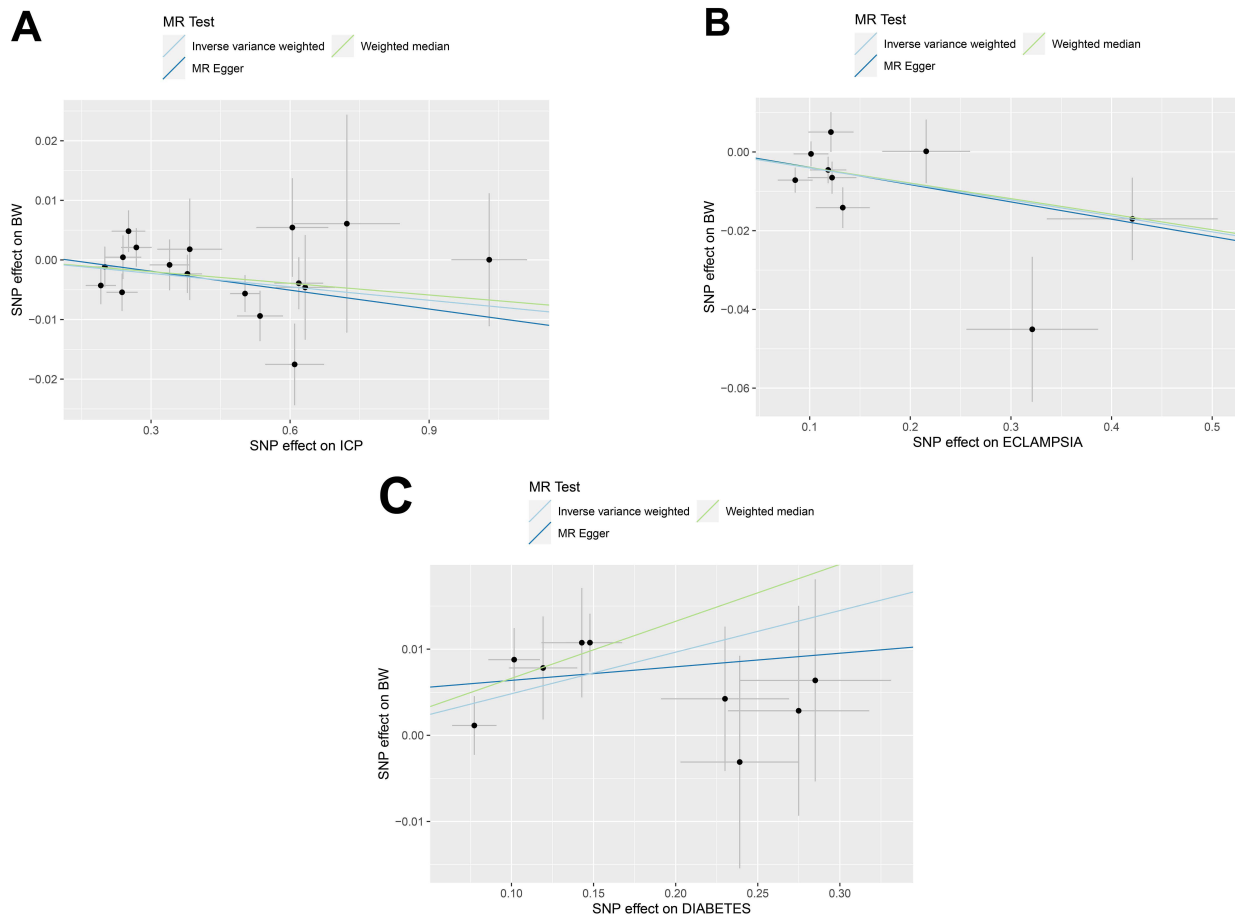 A
MR Test
Inverse variance weighted
Weighted median
MR Egger
SNP effect on BW
0.02
0.01
0.00
−0.01
−0.02
0.3
0.6
0.9
SNP effect on ICP
B
MR Test
Inverse variance weighted
Weighted median
MR Egger
SNP effect on BW
0.00
−0.02
−0.04
−0.06
0.1
0.2
0.3
0.4
0.5
SNP effect on ECLAMPSIA
C
MR Test
Inverse variance weighted
Weighted median
MR Egger
SNP effect on BW
0.01
0.00
−0.01
0.10
0.15
0.20
0.25
0.30
SNP effect on DIABETES